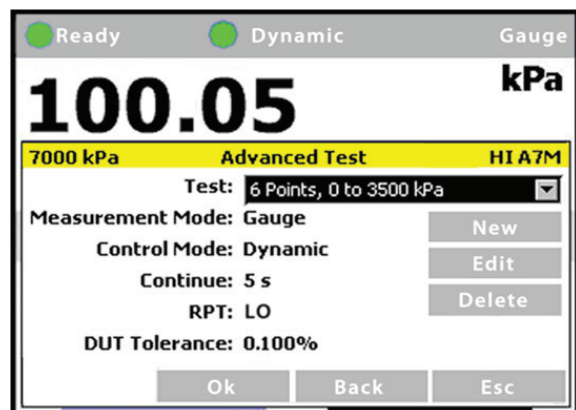 Ready Dynamic Gauge
100.05 kPa
7000 kPa Advanced Test HI A7M
Test: 6 Points, 0 to 3500 kPa
Measurement Mode: Gauge
New
Control Mode: Dynamic
Edit
Continue: 5 s
Delete
RPT: LO
DUT Tolerance: 0.100%
Ok Back Esc